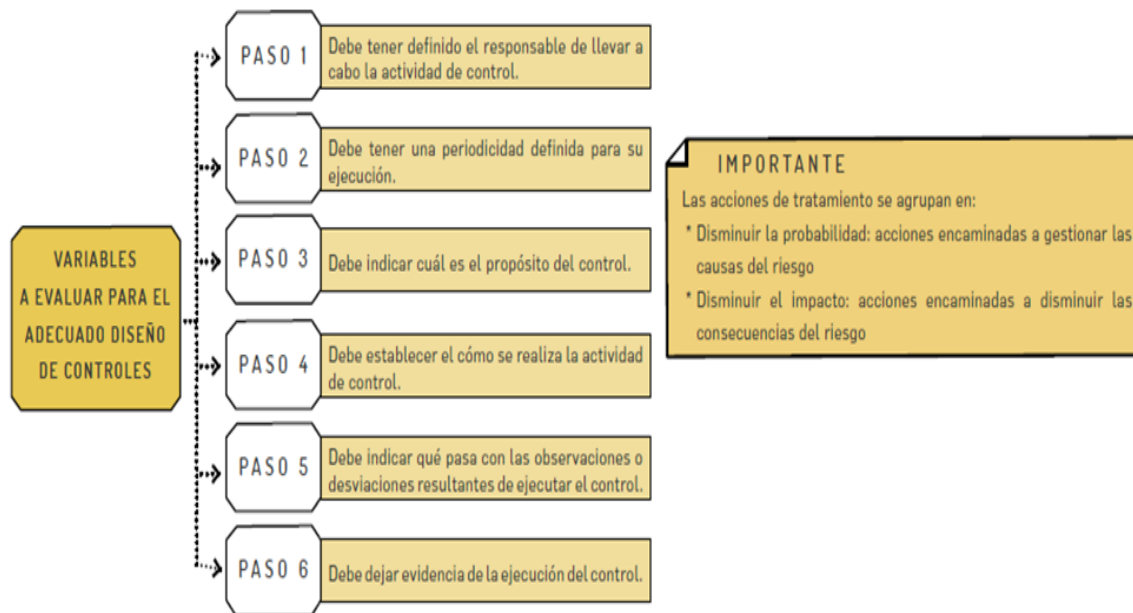 VARIABLES
A EVALUAR PARA EL
ADECUADO DISEÑO
DE CONTROLES
PASO 1
Debe tener definido el responsable de llevar a
cabo la actividad de control.
PASO 2
Debe tener una periodicidad definida para su
ejecución.
PASO 3
Debe indicar cuál es el propósito del control.
PASO 4
Debe establecer el cómo se realiza la actividad
de control.
PASO 5
Debe indicar qué pasa con las observaciones o
desviaciones resultantes de ejecutar el control.
PASO 6
Debe dejar evidencia de la ejecución del control.
IMPORTANTE
Las acciones de tratamiento se agrupan en:
* Disminuir la probabilidad: acciones encaminadas a gestionar las
causas del riesgo
* Disminuir el impacto: acciones encaminadas a disminuir las
consecuencias del riesgo